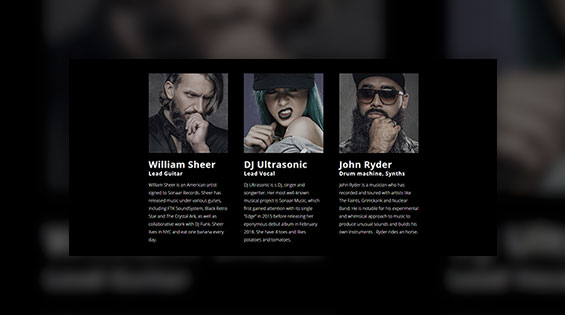 William Sheer
Lead Guitar
William Sheer is an American artist
signed to Sonaar Records. Sheer has
released music under various guises,
including FTK SoundSystem, Black Retro
Star and The Crystal Ark, as well as
collaborative work with DJ Funk. Sheer
lives in NYC and eat one banana every
day.
DJ Ultrasonic
Lead Vocal
DJ Ultrasonic is s DJ, singer and
songwriter. Her most well-known
musical project is Sonaar Music, which
first gained attention with its single
"Edge" in 2015 before releasing her
eponymous debut album in February
2018. She have 4 toes and likes
potatoes and tomatoes.
John Ryder
Drum machine, Synths
John Ryder is a musician who has
recorded and toured with artists like
The Faints, Grimskank and Nuclear
Band. He is notable for his experimental
and whimsical approach to music to
produce unusual sounds and builds his
own instruments. Ryder rides an horse.